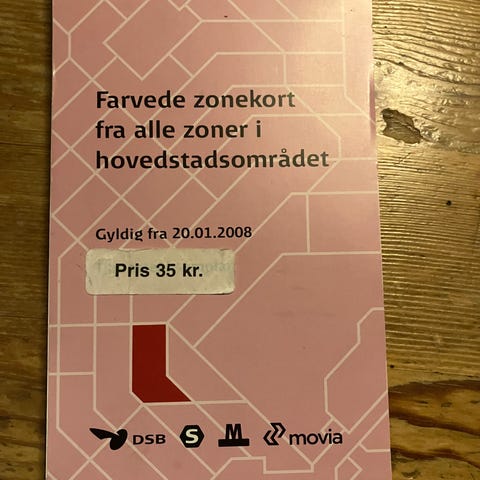 Farvede zonekort
fra alle zoner i
hovedstadsområdet
Gyldig fra 20.01.2008
Pris 35 kr.
DSB S M movia